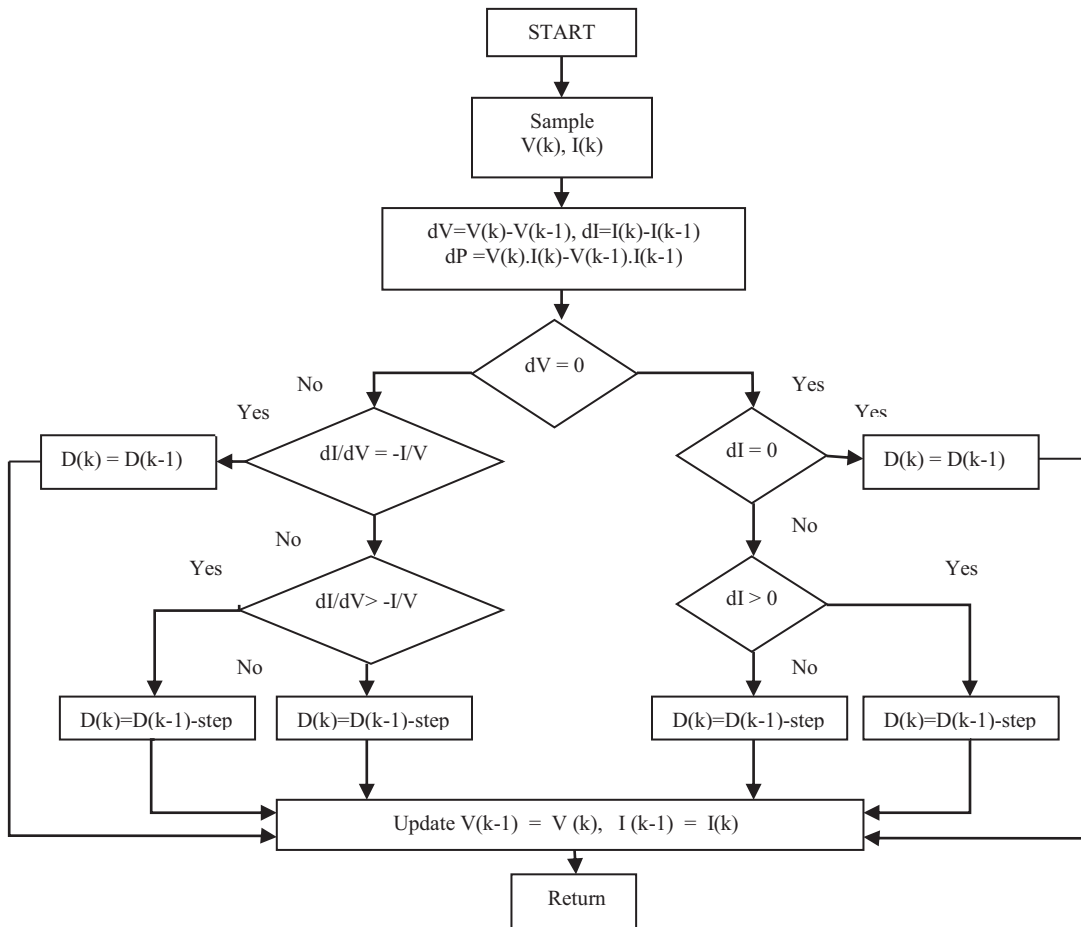 START
Sample
V(k), I(k)
dV=V(k)-V(k-1), dI=I(k)-I(k-1)
dP =V(k).I(k)-V(k-1).I(k-1)
dV = 0
No
Yes
Yes
Yes
D(k) = D(k-1)
dI/dV = -I/V
dI = 0
D(k) = D(k-1)
No
No
Yes
Yes
dI/dV> -I/V
dI > 0
No
No
D(k)=D(k-1)-step
D(k)=D(k-1)-step
D(k)=D(k-1)-step
D(k)=D(k-1)-step
Update V(k-1) = V (k), I (k-1) = I(k)
Return